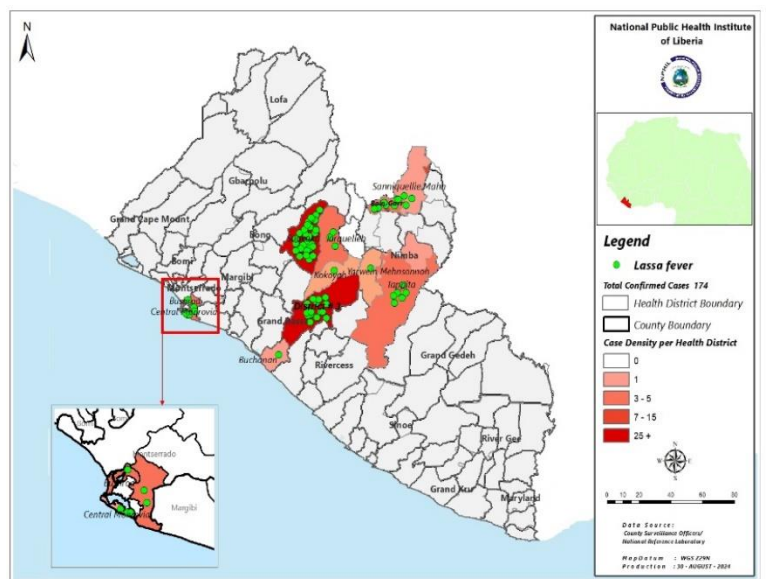 National Public Health Institute
of Liberia
N
Lofa
Gbarpolu
Grand Cape Mount
Bong
Bomi
Margibi
Montserrado
Central Monrovia
Sanniquellie Mahn
Nimba
Kokoyah
Yarwein Mehnsonnoh
Tappita
Buchanan
Rivercess
Grand Gedeh
Sinoe
River Gee
Grand Kru
Maryland
Montserrado
Central Monrovia
Margibi
Legend
Lassa fever
Total Confirmed Cases 174
Health District Boundary
County Boundary
Case Density per Health District
0
1
3 - 5
7 - 15
25 +
N
S
0 10 20 40 60 80
Data Source:
County Surveillance Officers/
National Reference Laboratory
Map Datum : WGS Z29N
Production : 30 - AUGUST - 2024